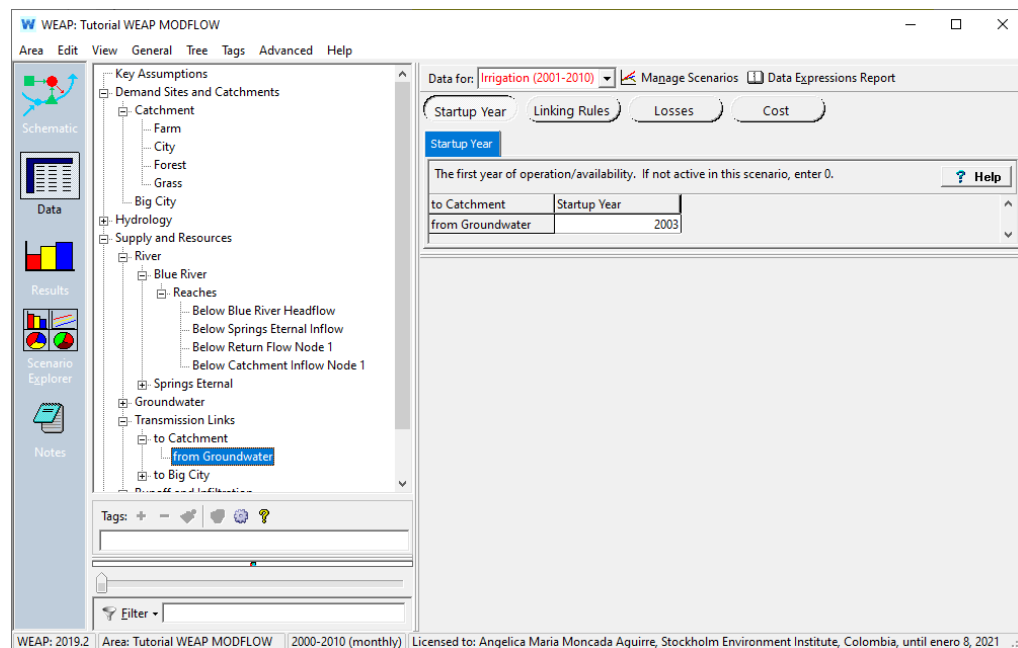 WEAP: Tutorial WEAP MODFLOW
Area Edit View General Tree Tags Advanced Help
Schematic
Data
Results
Scenario
Explorer
Notes
Key Assumptions
Demand Sites and Catchments
Catchment
Farm
City
Forest
Grass
Big City
Hydrology
Supply and Resources
River
Blue River
Reaches
Below Blue River Headflow
Below Springs Eternal Inflow
Below Return Flow Node 1
Below Catchment Inflow Node 1
Springs Eternal
Groundwater
Transmission Links
to Catchment
from Groundwater
to Big City
Runoff and Infiltration
Tags:
Filter
Data for: Irrigation (2001-2010) Manage Scenarios Data Expressions Report
Startup Year Linking Rules Losses Cost
Startup Year
The first year of operation/availability. If not active in this scenario, enter 0. ? Help
to Catchment Startup Year
from Groundwater 2003
WEAP: 2019.2 Area: Tutorial WEAP MODFLOW 2000-2010 (monthly) Licensed to: Angelica Maria Moncada Aguirre, Stockholm Environment Institute, Colombia, until enero 8, 2021